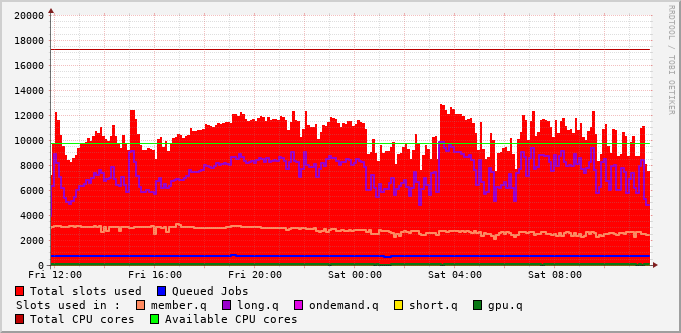 RRDTOOL / TOBI OETIKER
20000
18000
16000
14000
12000
10000
8000
6000
4000
2000
0
Fri 12:00 Fri 16:00 Fri 20:00 Sat 00:00 Sat 04:00 Sat 08:00
Total slots used Queued Jobs
Slots used in : member.q long.q ondemand.q short.q gpu.q
Total CPU cores Available CPU cores